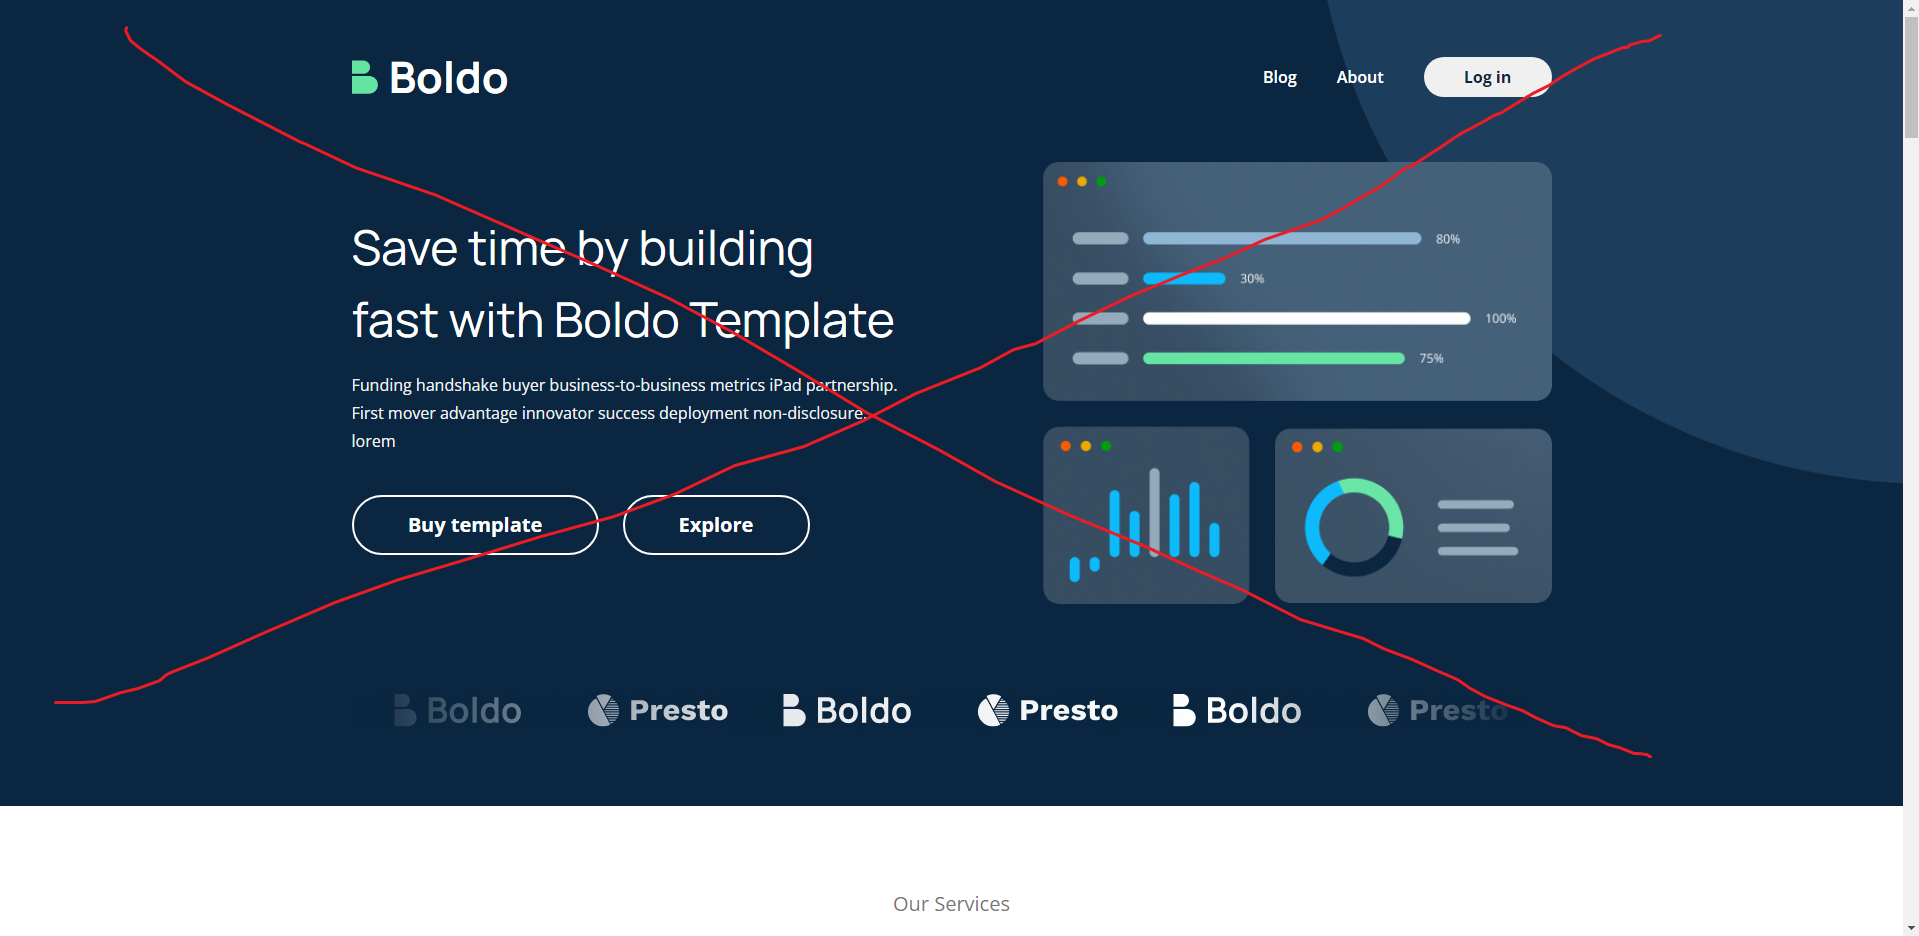 Boldo
Blog About Log in
Save time by building
fast with Boldo Template
Funding handshake buyer business-to-business metrics iPad partnership.
First mover advantage innovator success deployment non-disclosure.
lorem
Buy template Explore
80%
30%
100%
75%
Boldo Presto Boldo Presto Boldo Presto
Our Services